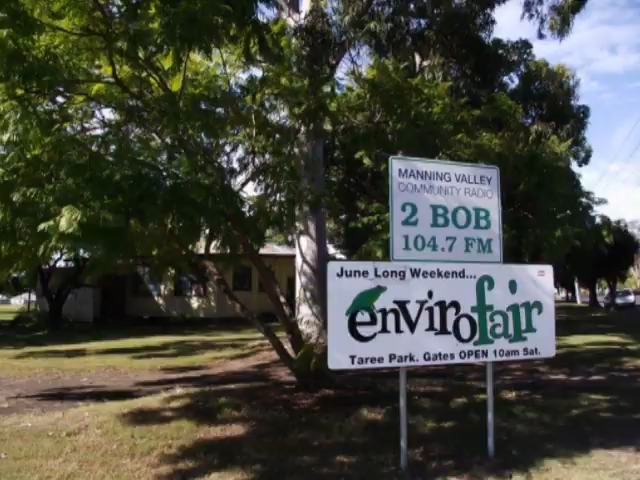 MANNING VALLEY
COMMUNITY RADIO
2 BOB
104.7 FM
June Long Weekend...
envirofair
Taree Park. Gates OPEN 10am Sat.